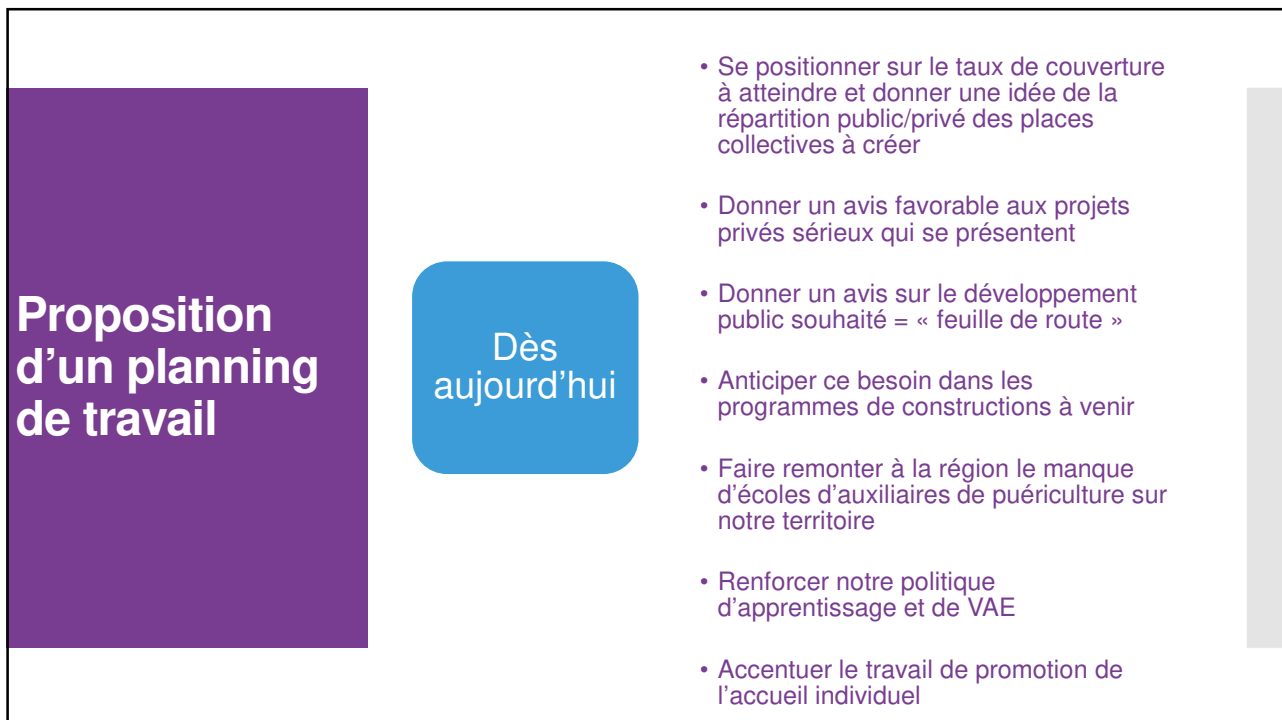 Proposition
d’un planning
de travail
Dès
aujourd’hui
• Se positionner sur le taux de couverture
à atteindre et donner une idée de la
répartition public/privé des places
collectives à créer
• Donner un avis favorable aux projets
privés sérieux qui se présentent
• Donner un avis sur le développement
public souhaité = « feuille de route »
• Anticiper ce besoin dans les
programmes de constructions à venir
• Faire remonter à la région le manque
d’écoles d’auxiliaires de puériculture sur
notre territoire
• Renforcer notre politique
d’apprentissage et de VAE
• Accentuer le travail de promotion de
l’accueil individuel